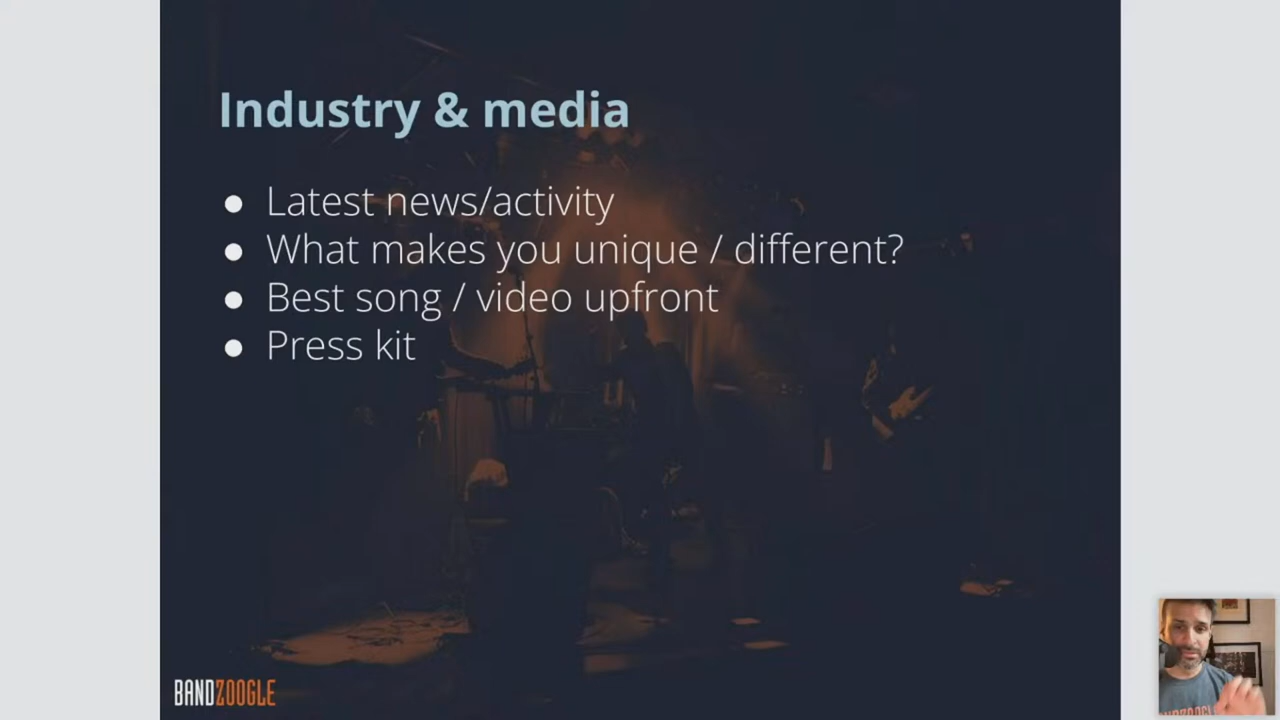 Industry & media
● Latest news/activity
● What makes you unique / different?
● Best song / video upfront
● Press kit
BANDZOOGLE